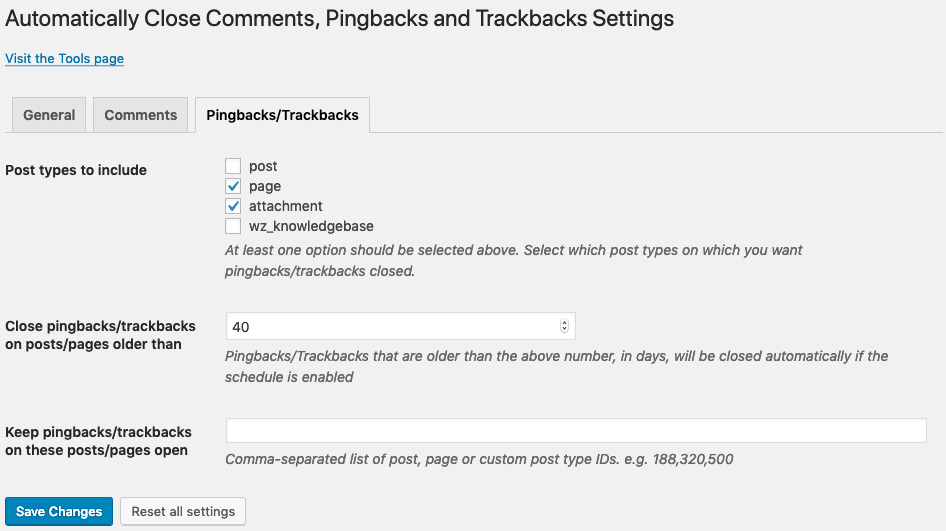 Automatically Close Comments, Pingbacks and Trackbacks Settings
Visit the Tools page
General Comments Pingbacks/Trackbacks
Post types to include
post
page
attachment
wz_knowledgebase
At least one option should be selected above. Select which post types on which you want
pingbacks/trackbacks closed.
Close pingbacks/trackbacks
on posts/pages older than
40
Pingbacks/Trackbacks that are older than the above number, in days, will be closed automatically if the
schedule is enabled
Keep pingbacks/trackbacks
on these posts/pages open
Comma-separated list of post, page or custom post type IDs. e.g. 188,320,500
Save Changes Reset all settings